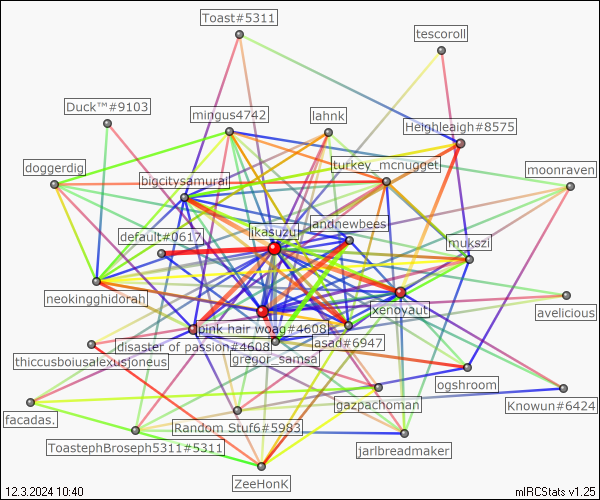 Toast#5311
tescoroll
Duck™#9103
mingus4742
lahnk
Heighleaigh#8575
doggerdig
turkey_mcnugget
moonraven
bigcitysamurai
ikasuzuj
andnewbees
default#0617
mukszi
neokingghidorah
avelicious
xenoyaut
pink hair woag#4608
disaster of passion#4608
asad#6947
thiccusboiusalexusjoneus
gregor_samsa
ogshroom
facadas.
gazpachoman
Knowun#6424
Random Stuf6#5983
ToastephBroseph5311#5311
jarlbreadmaker
ZeeHonK
12.3.2024 10:40
mIRCStats v1.25